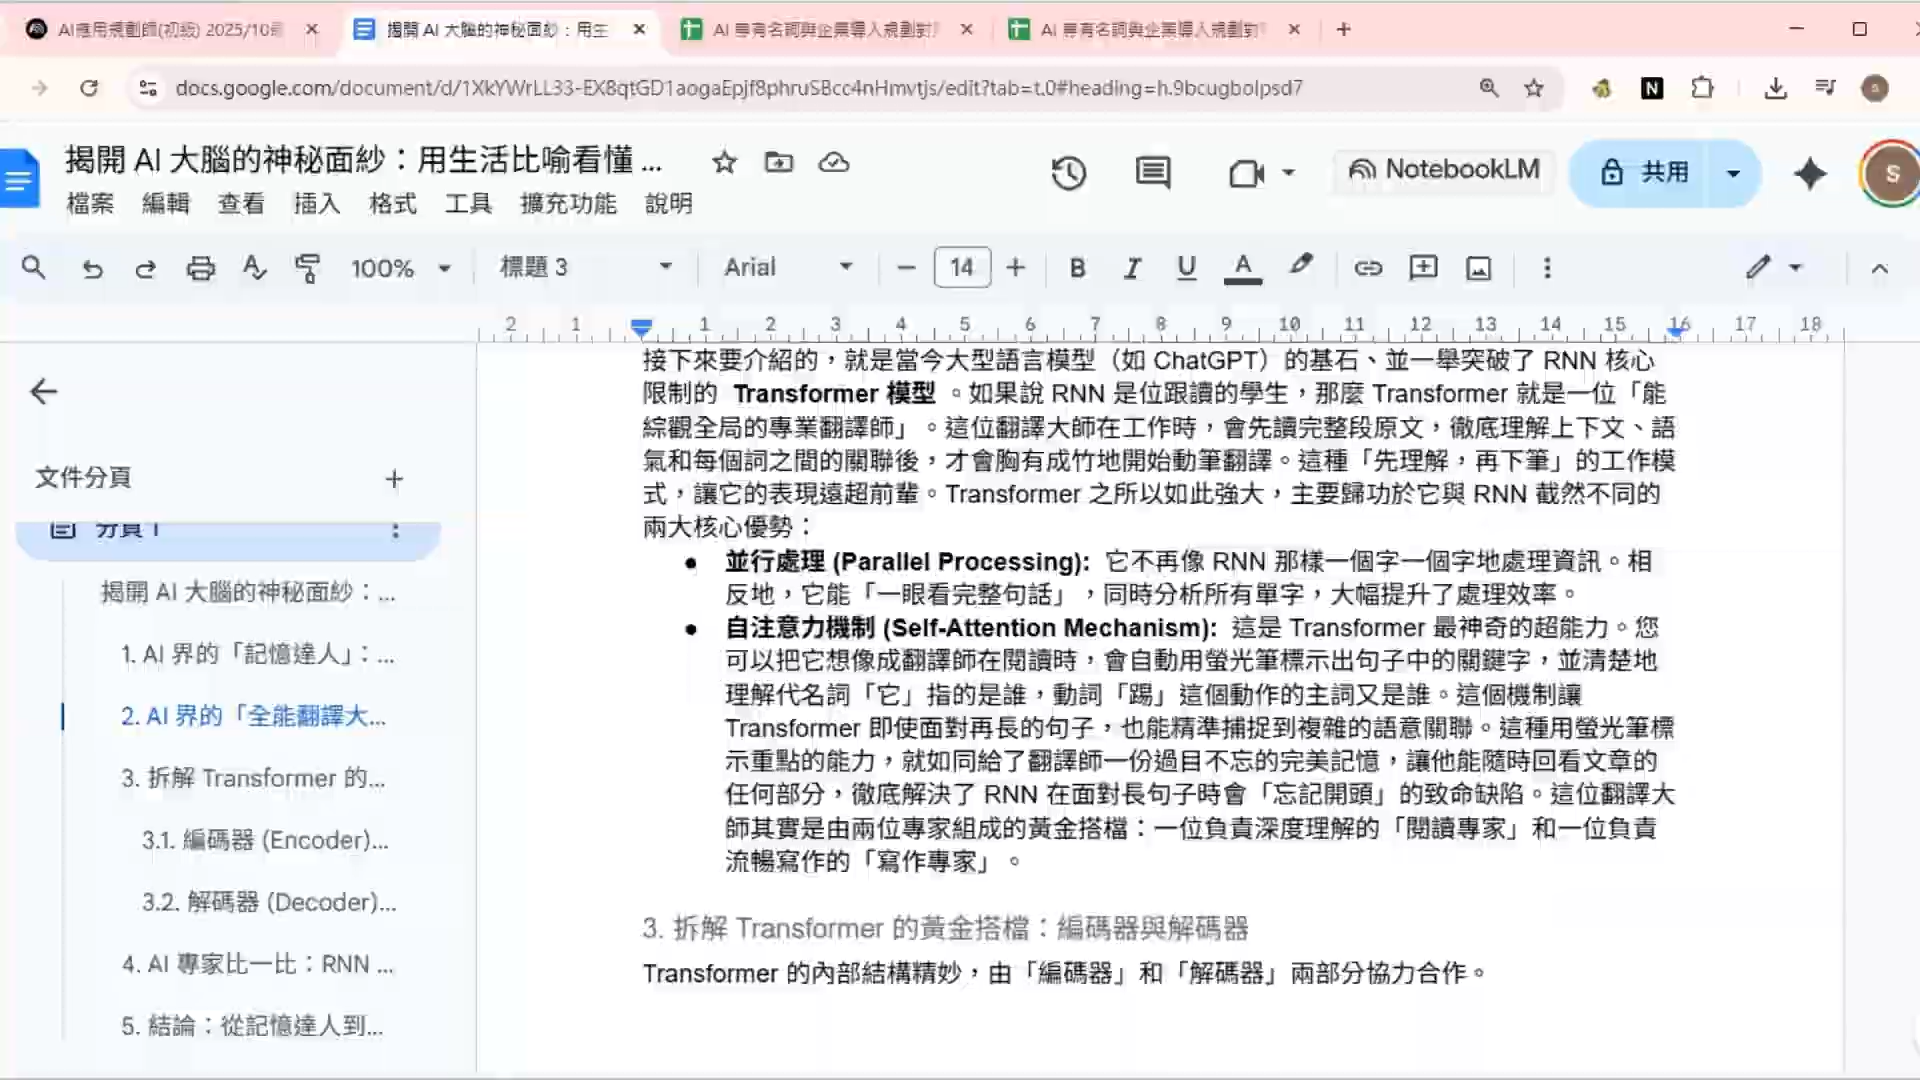 AI應用規劃師(初級) 2025/10
揭開 AI 大腦的神秘面紗：用生
AI 專有名詞與企業導入規劃對
AI 專有名詞與企業導入規劃對
docs.google.com/document/d/1XkYWrLL33-EX8qtGD1aogaEpJf8phruSBcc4nHmvtjs/edit?tab=t.0#heading=h.9bcugbolpsd7
揭開 AI 大腦的神秘面紗：用生活比喻看懂 ...
NotebookLM
共用
S
檔案 編輯 查看 插入 格式 工具 擴充功能 說明
100% 標題 3 Arial 14 B I U A
2 1 1 2 3 4 5 6 7 8 9 10 11 12 13 14 15 16 17 18
文件分頁
分頁 1
揭開 AI 大腦的神秘面紗：...
1. AI 界的「記憶達人」：...
2. AI 界的「全能翻譯大...
3. 拆解 Transformer 的...
3.1. 編碼器 (Encoder)...
3.2. 解碼器 (Decoder)...
4. AI 專家比一比：RNN ...
5. 結論：從記憶達人到...
接下來要介紹的，就是當今大型語言模型（如 ChatGPT）的基石、並一舉突破了 RNN 核心
限制的 Transformer 模型 。如果說 RNN 是位跟讀的學生，那麼 Transformer 就是一位「能
綜觀全局的專業翻譯師」。這位翻譯大師在工作時，會先讀完整段原文，徹底理解上下文、語
氣和每個詞之間的關聯後，才會胸有成竹地開始動筆翻譯。這種「先理解，再下筆」的工作模
式，讓它的表現遠超前輩。Transformer 之所以如此強大，主要歸功於它與 RNN 截然不同的
兩大核心優勢：
● 並行處理 (Parallel Processing): 它不再像 RNN 那樣一個字一個字地處理資訊。相
反地，它能「一眼看完整句話」，同時分析所有單字，大幅提升了處理效率。
● 自注意力機制 (Self-Attention Mechanism): 這是 Transformer 最神奇的超能力。您
可以把它想像成翻譯師在閱讀時，會自動用螢光筆標示出句子中的關鍵字，並清楚地
理解代名詞「它」指的是誰，動詞「踢」這個動作的主詞又是誰。這個機制讓
Transformer 即使面對再長的句子，也能精準捕捉到複雜的語意關聯。這種用螢光筆標
示重點的能力，就如同給了翻譯師一份過目不忘的完美記憶，讓他能隨時回看文章的
任何部分，徹底解決了 RNN 在面對長句子時會「忘記開頭」的致命缺陷。這位翻譯大
師其實是由兩位專家組成的黃金搭檔：一位負責深度理解的「閱讀專家」和一位負責
流暢寫作的「寫作專家」。
3. 拆解 Transformer 的黃金搭檔：編碼器與解碼器
Transformer 的內部結構精妙，由「編碼器」和「解碼器」兩部分協力合作。